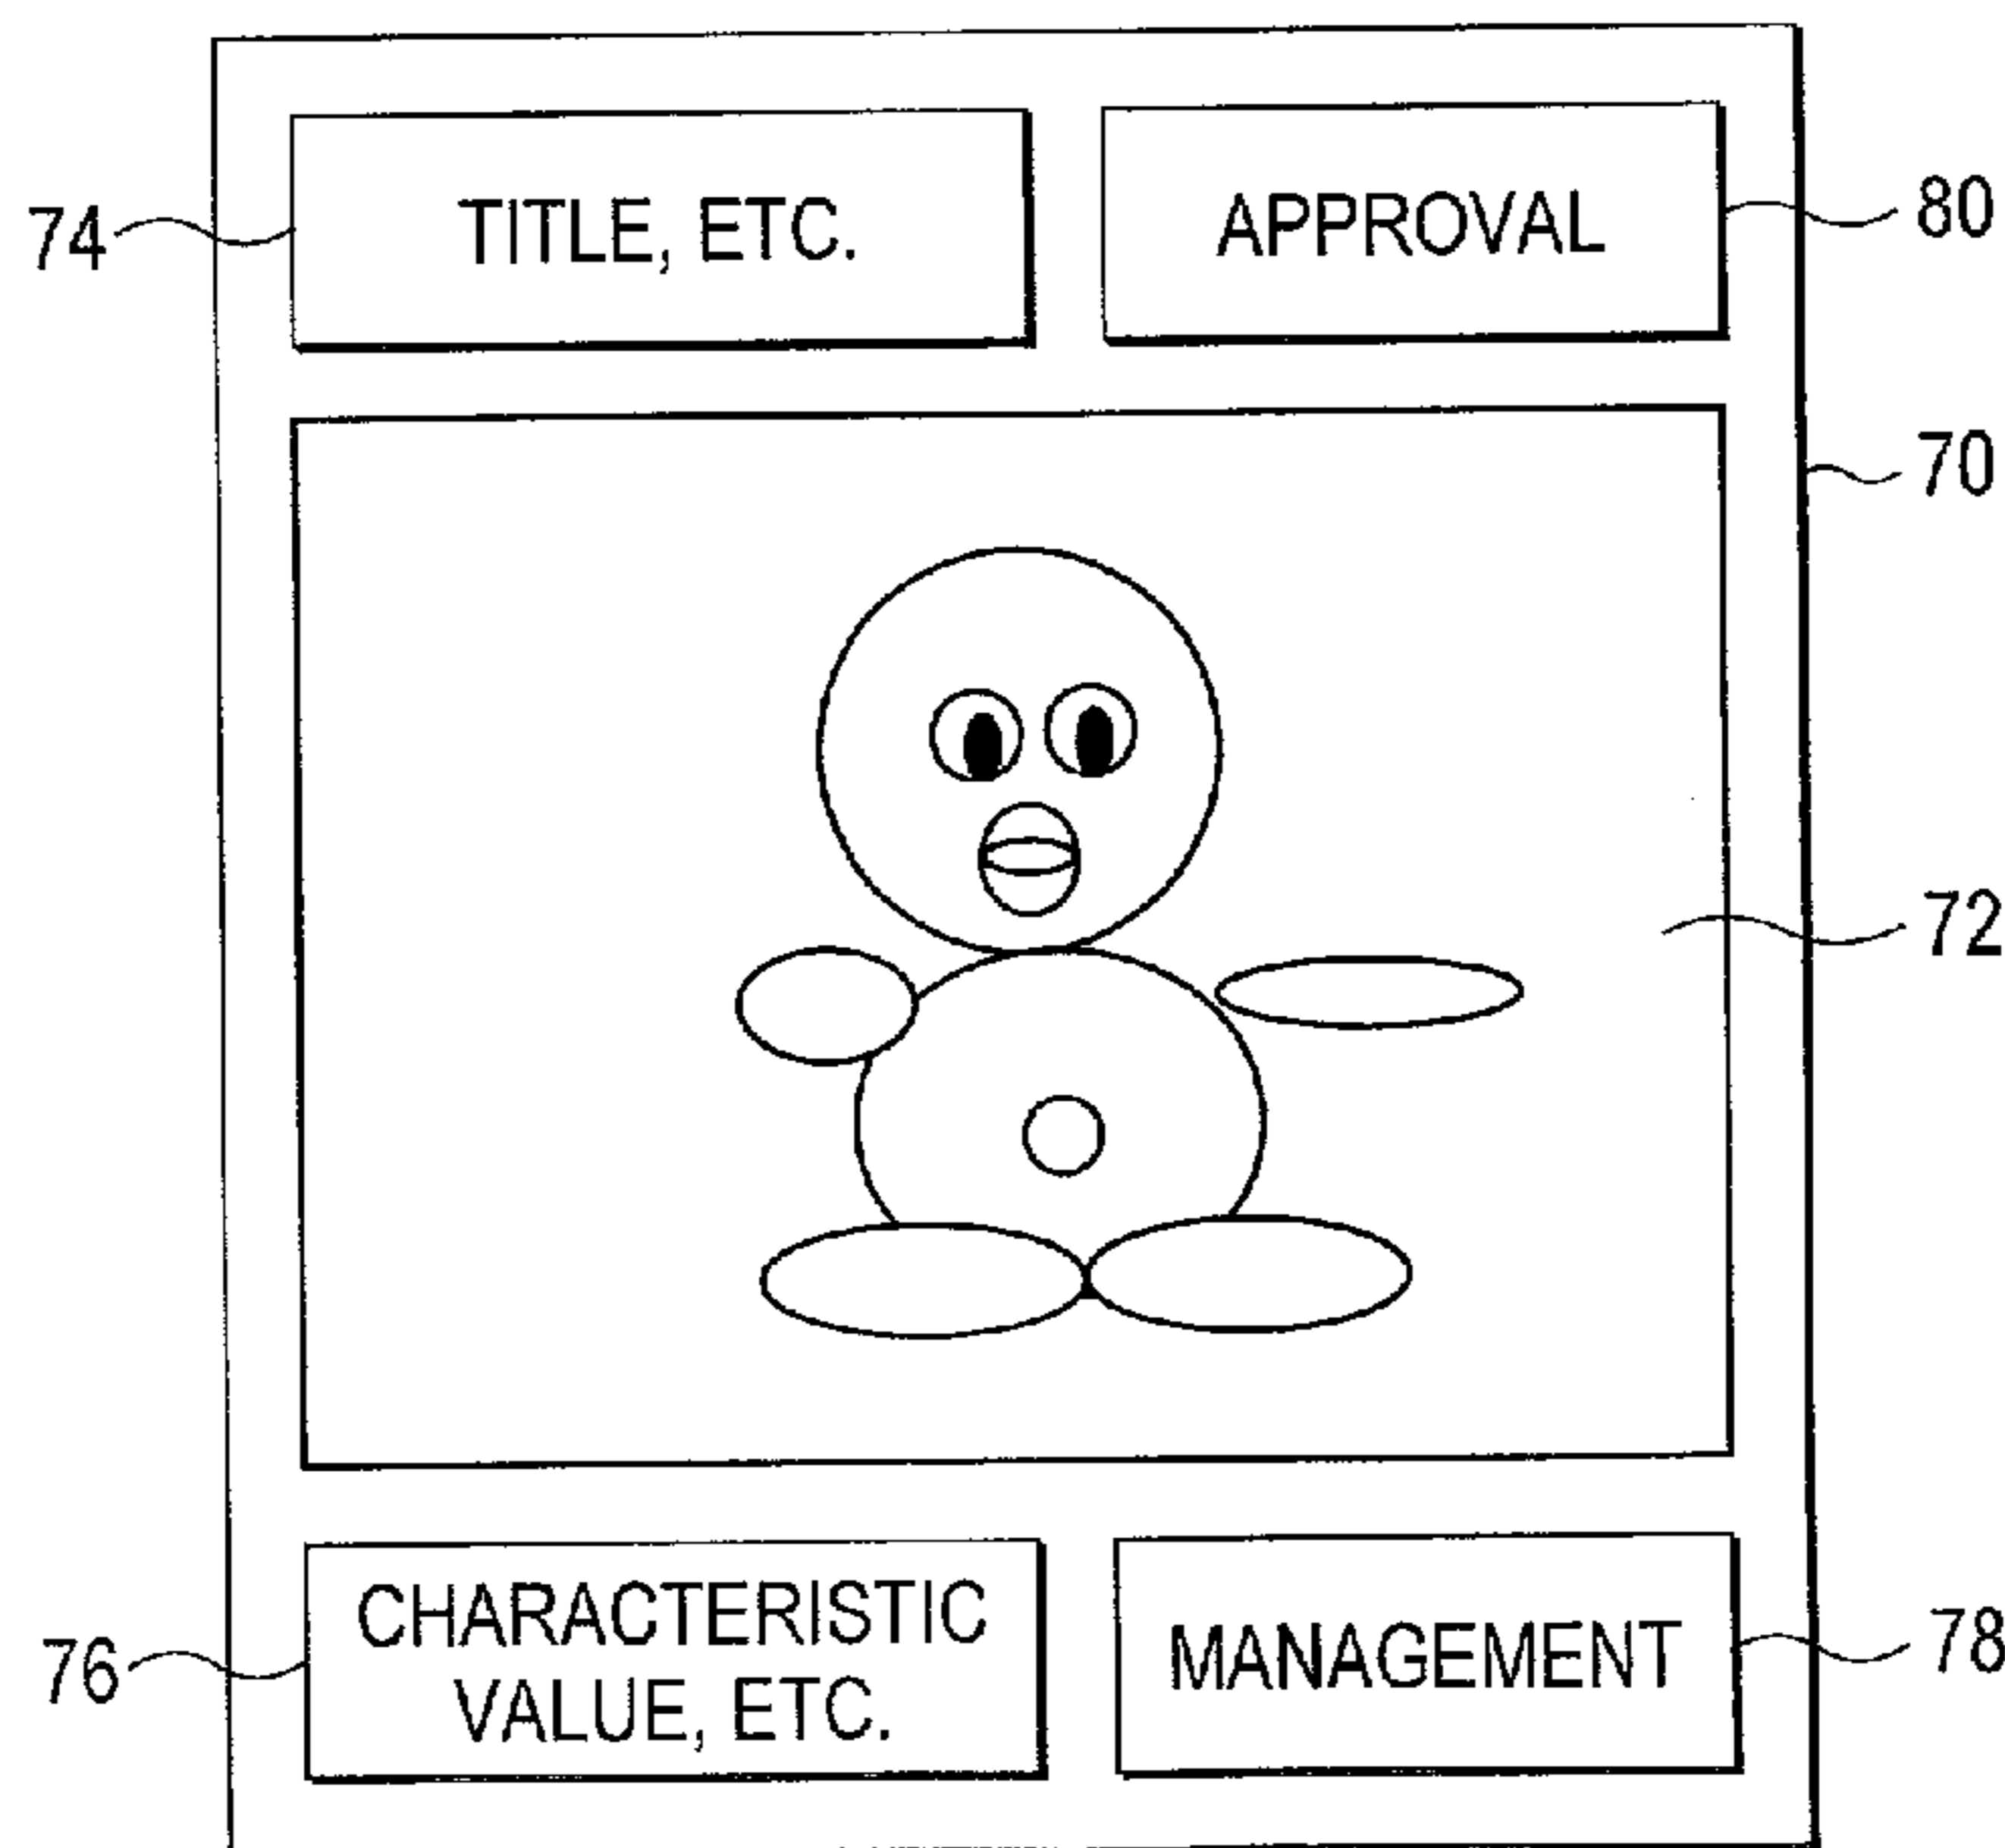 74
TITLE, ETC.
APPROVAL
80
70
72
76
CHARACTERISTIC
VALUE, ETC.
MANAGEMENT
78